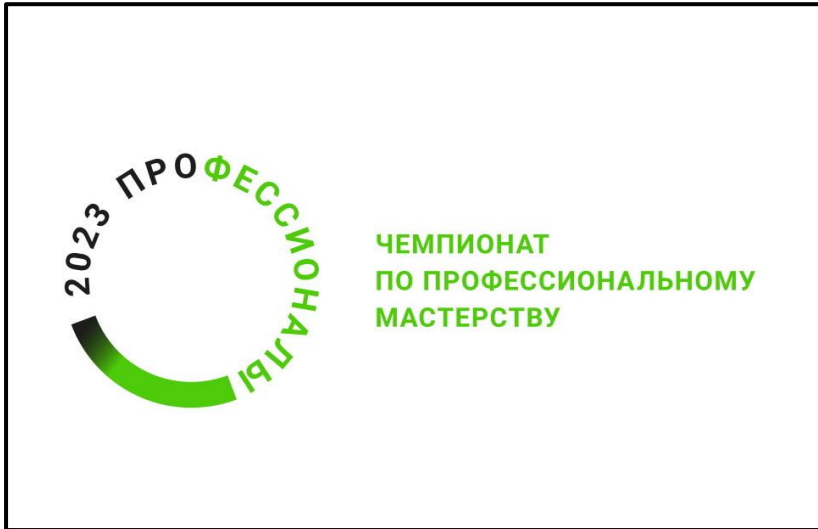 2023 ПРОФЕССИОНАЛЫ
ЧЕМПИОНАТ
ПО ПРОФЕССИОНАЛЬНОМУ
МАСТЕРСТВУ